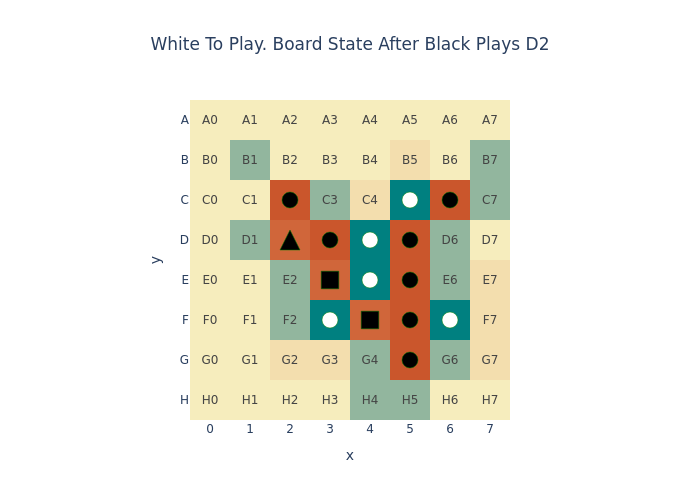 White To Play. Board State After Black Plays D2
A A0 A1 A2 A3 A4 A5 A6 A7
B B0 B1 B2 B3 B4 B5 B6 B7
C C0 C1 C3 C4 C7
D D0 D1 D6 D7
E E0 E1 E2 E6 E7
F F0 F1 F2 F7
G G0 G1 G2 G3 G4 G6 G7
H H0 H1 H2 H3 H4 H5 H6 H7
0 1 2 3 4 5 6 7
x
y